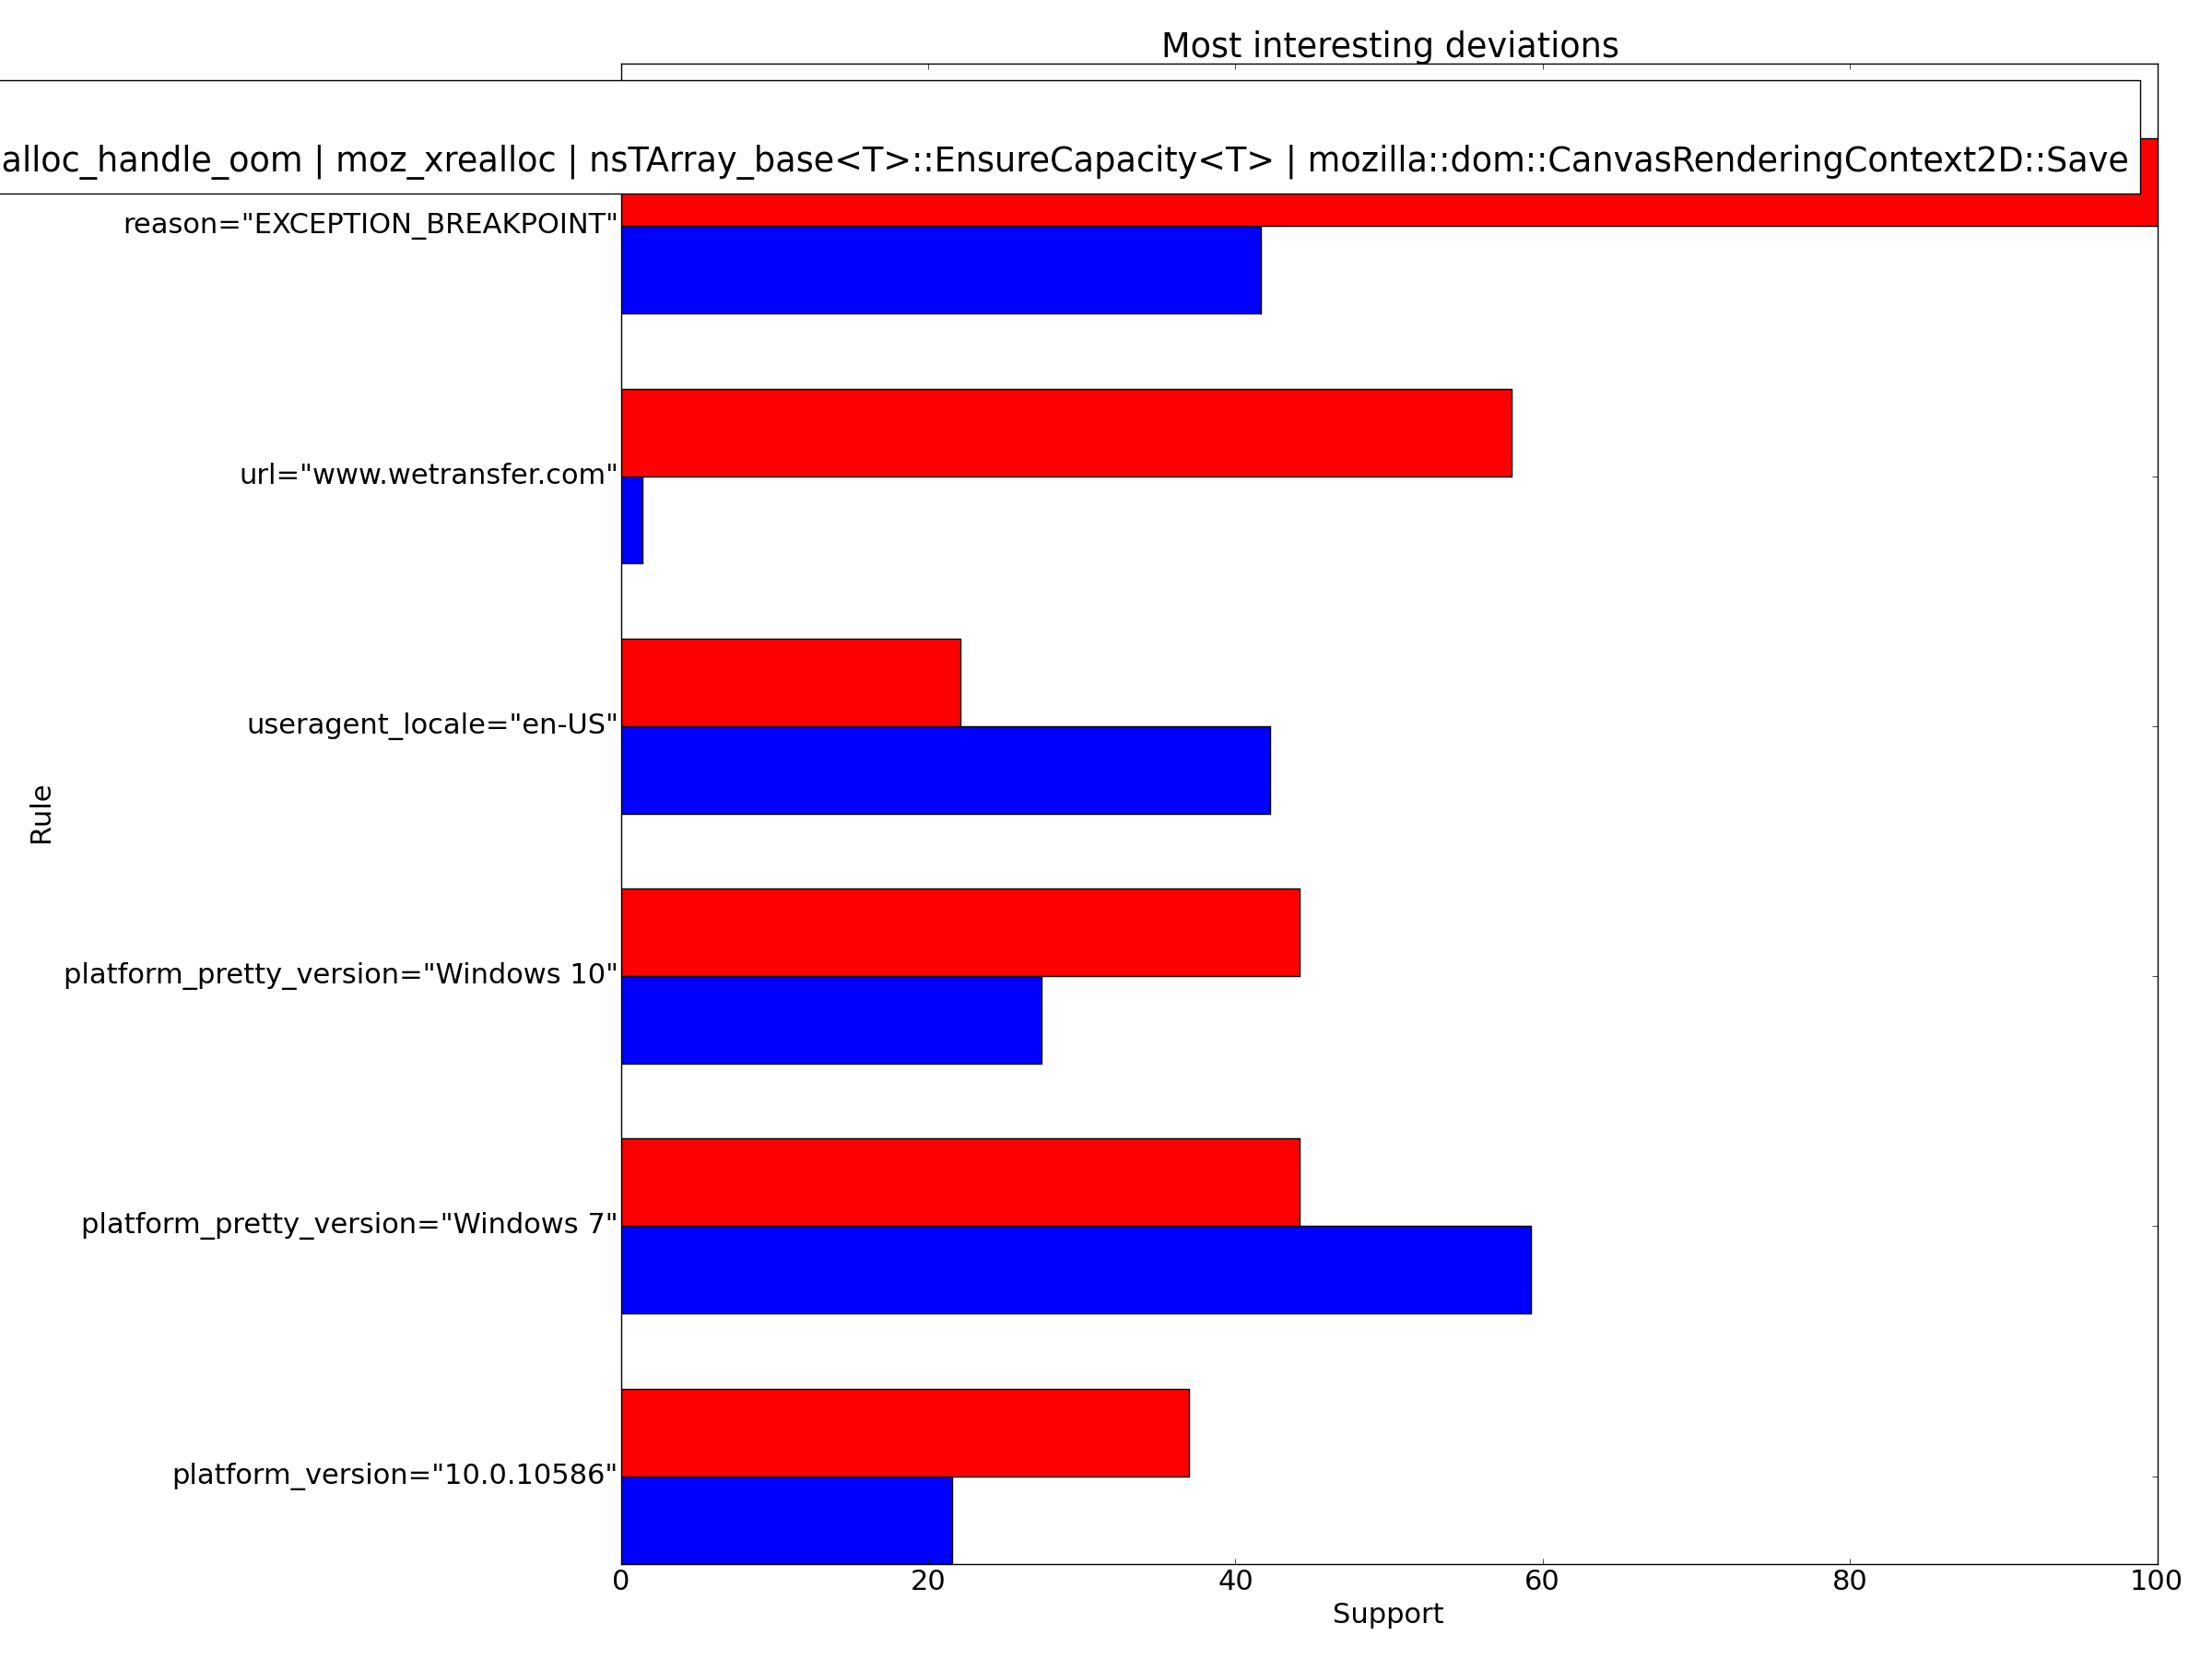 Most interesting deviations
alloc_handle_oom | moz_xrealloc | nsTArray_base<T>::EnsureCapacity<T> | mozilla::dom::CanvasRenderingContext2D::Save
reason="EXCEPTION_BREAKPOINT"
url="www.wetransfer.com"
useragent_locale="en-US"
Rule
platform_pretty_version="Windows 10"
platform_pretty_version="Windows 7"
platform_version="10.0.10586"
0 20 40 60 80 100
Support